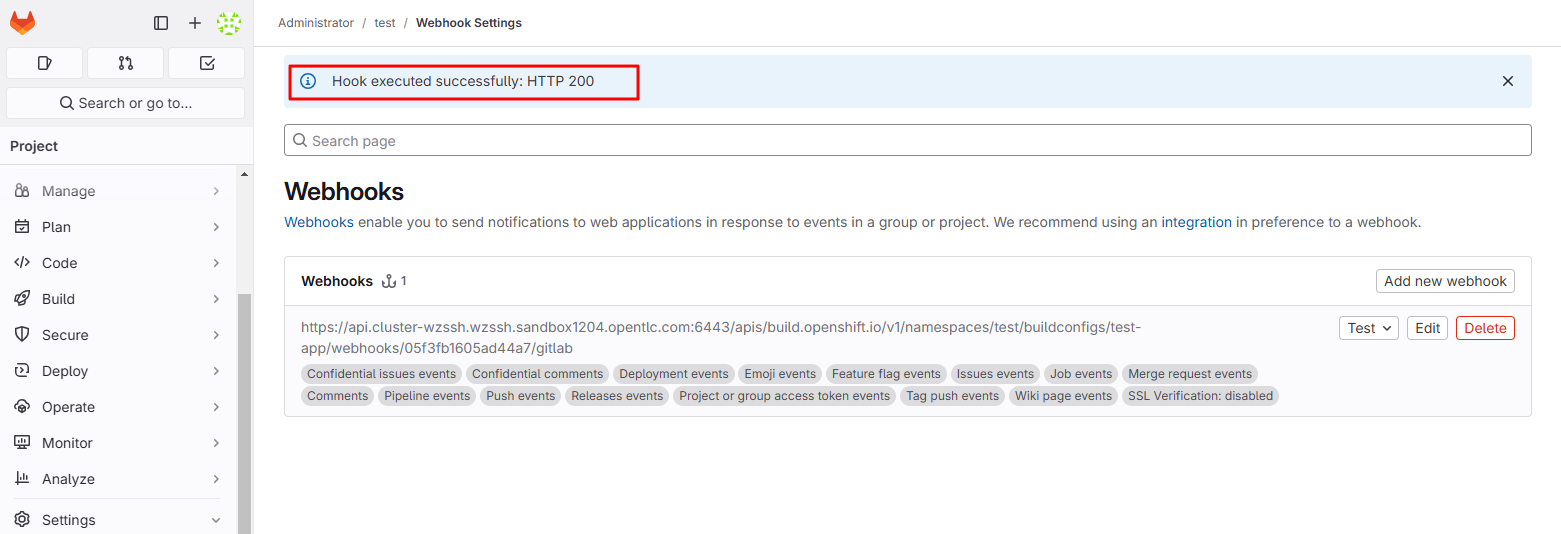 Administrator / test / Webhook Settings
Hook executed successfully: HTTP 200
Search or go to...
Search page
Project
Manage
Plan
Code
Build
Secure
Deploy
Operate
Monitor
Analyze
Settings
Webhooks
Webhooks enable you to send notifications to web applications in response to events in a group or project. We recommend using an integration in preference to a webhook.
Webhooks 1
Add new webhook
https://api.cluster-wzssh.wzssh.sandbox1204.opentlc.com:6443/apis/build.openshift.io/v1/namespaces/test/buildconfigs/test-
app/webhooks/05f3fb1605ad44a7/gitlab
Test Edit Delete
Confidential issues events Confidential comments Deployment events Emoji events Feature flag events Issues events Job events Merge request events
Comments Pipeline events Push events Releases events Project or group access token events Tag push events Wiki page events SSL Verification: disabled